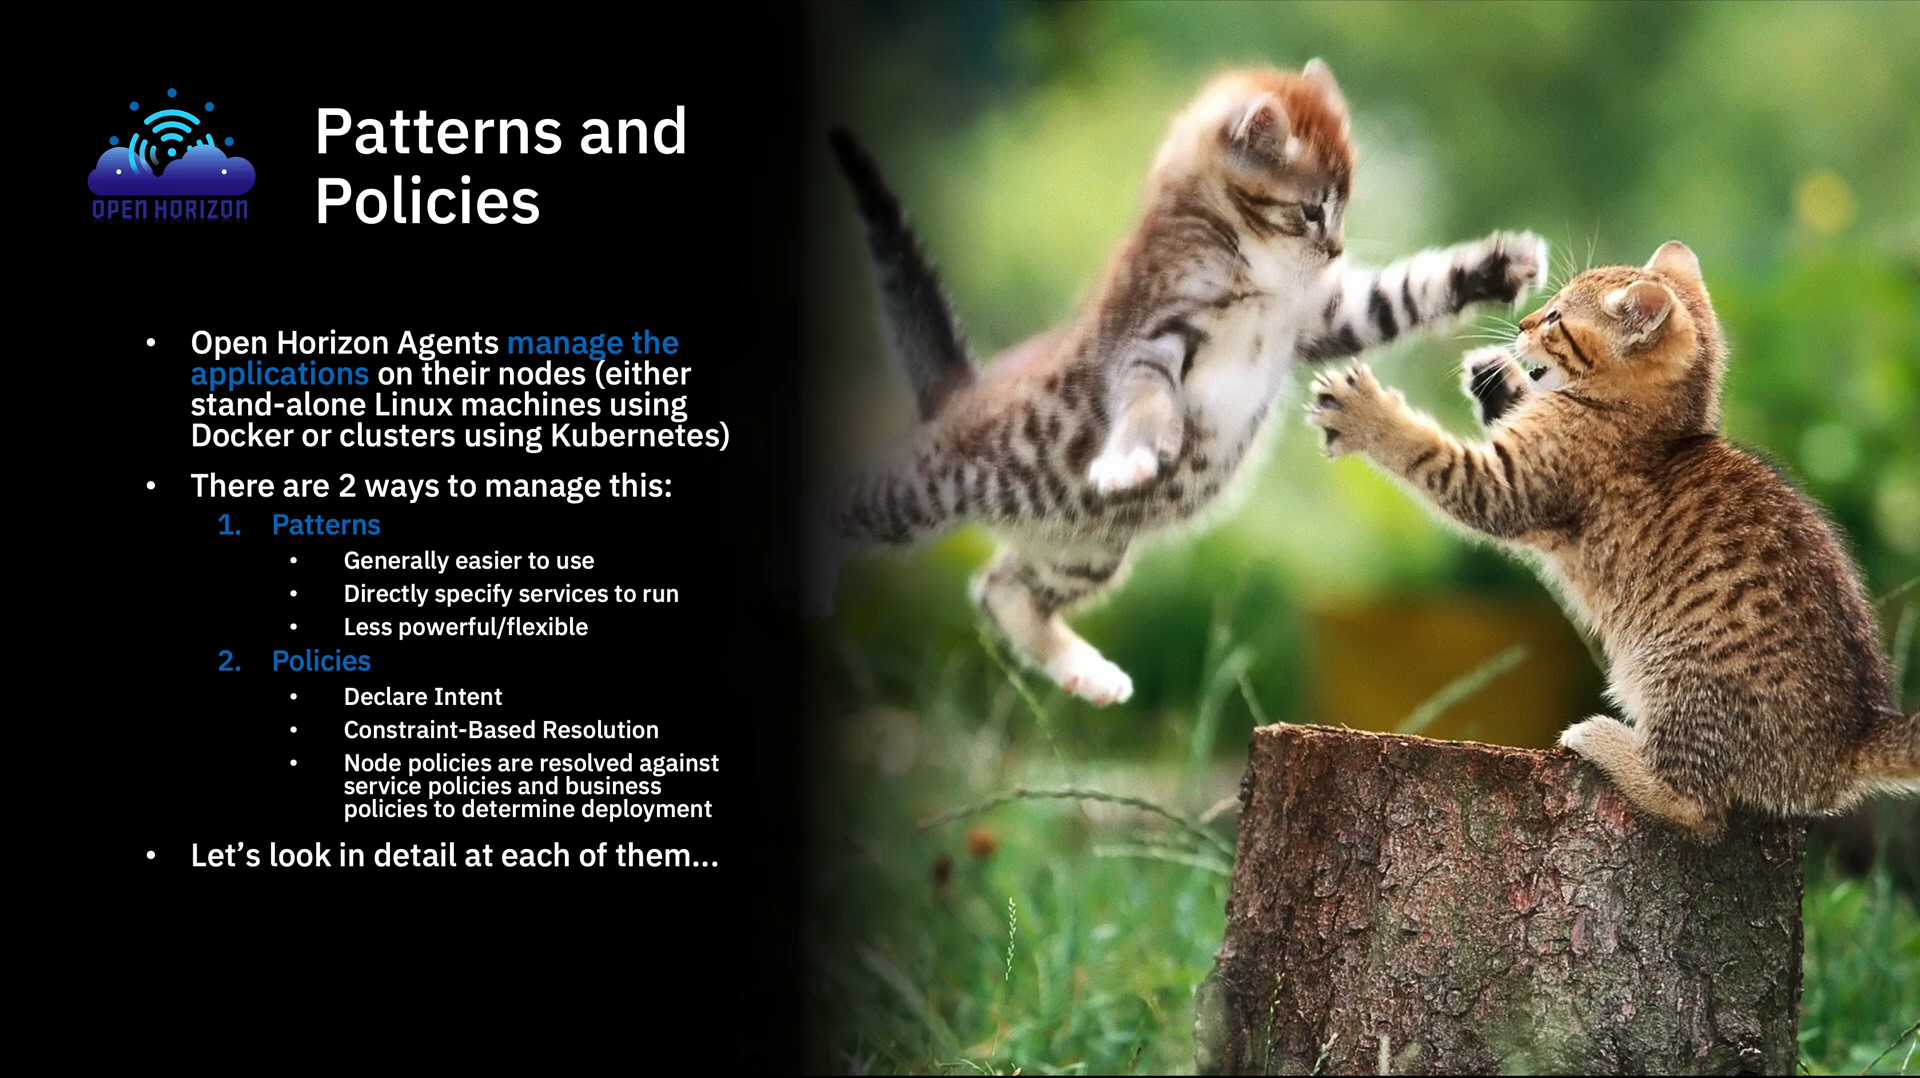 OPEN HORIZON
Patterns and
Policies
• Open Horizon Agents manage the
applications on their nodes (either
stand-alone Linux machines using
Docker or clusters using Kubernetes)
• There are 2 ways to manage this:
1. Patterns
• Generally easier to use
• Directly specify services to run
• Less powerful/flexible
2. Policies
• Declare Intent
• Constraint-Based Resolution
• Node policies are resolved against
service policies and business
policies to determine deployment
• Let’s look in detail at each of them...